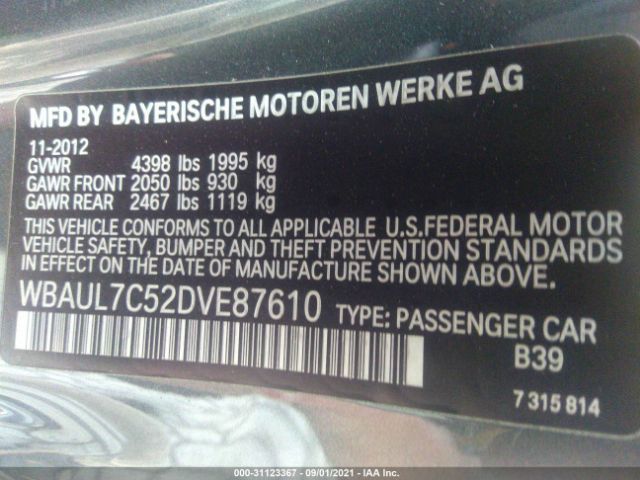 MFD BY BAYERISCHE MOTOREN WERKE AG
11-2012
GVWR 4398 lbs 1995 kg
GAWR FRONT 2050 lbs 930 kg
GAWR REAR 2467 lbs 1119 kg
THIS VEHICLE CONFORMS TO ALL APPLICABLE U.S.FEDERAL MOTOR
VEHICLE SAFETY, BUMPER AND THEFT PREVENTION STANDARDS
IN EFFECT ON THE DATE OF MANUFACTURE SHOWN ABOVE.
WBAUL7C52DVE87610 TYPE: PASSENGER CAR
B39
7 315 814
000-31123367 - 09/01/2021 - IAA Inc.